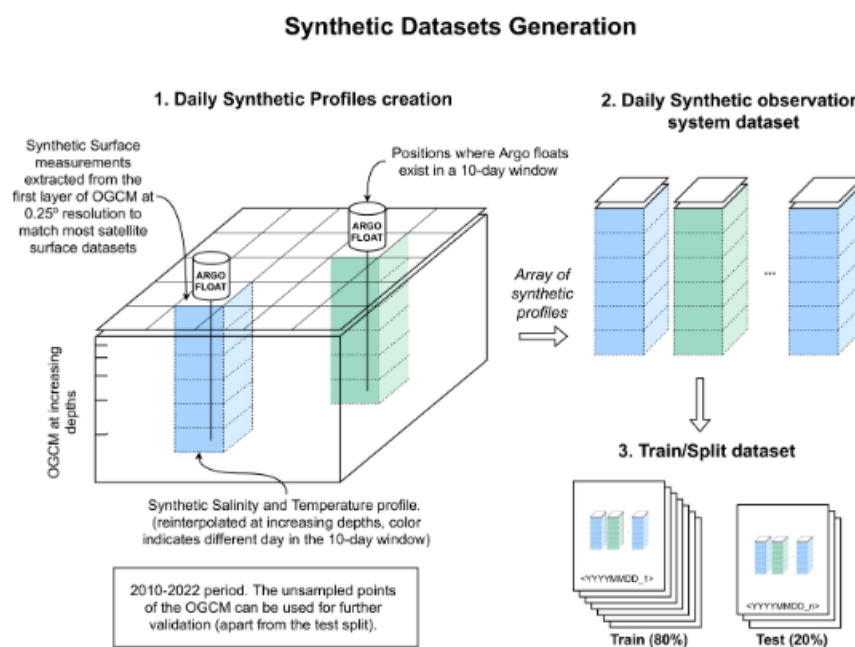 Synthetic Datasets Generation
1. Daily Synthetic Profiles creation
Synthetic Surface
measurements
extracted from the
first layer of OGCM at
0.25º resolution to
match most satellite
surface datasets
Positions where Argo floats
exist in a 10-day window
ARGO
FLOAT
ARGO
FLOAT
OGCM at increasing
depths
Synthetic Salinity and Temperature profile.
(reinterpolated at increasing depths, color
indicates different day in the 10-day window)
2010-2022 period. The unsampled points
of the OGCM can be used for further
validation (apart from the test split).
Array of
synthetic
profiles
2. Daily Synthetic observation
system dataset
...
3. Train/Split dataset
<YYYYMMDD_1>
Train (80%)
<YYYYMMDD_n>
Test (20%)